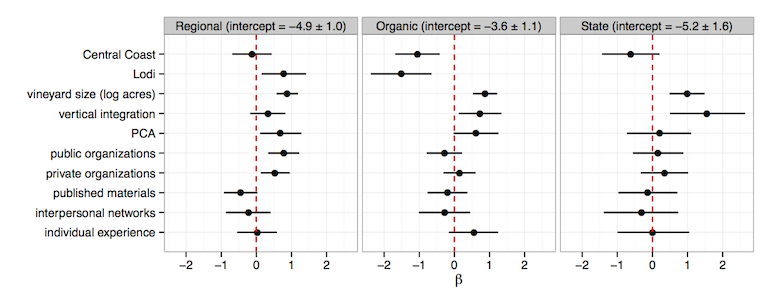 Regional (intercept = −4.9 ± 1.0) Organic (intercept = −3.6 ± 1.1) State (intercept = −5.2 ± 1.6)
Central Coast
Lodi
vineyard size (log acres)
vertical integration
PCA
public organizations
private organizations
published materials
interpersonal networks
individual experience
−2 −1 0 1 2 −2 −1 0 1 2 −2 −1 0 1 2
β